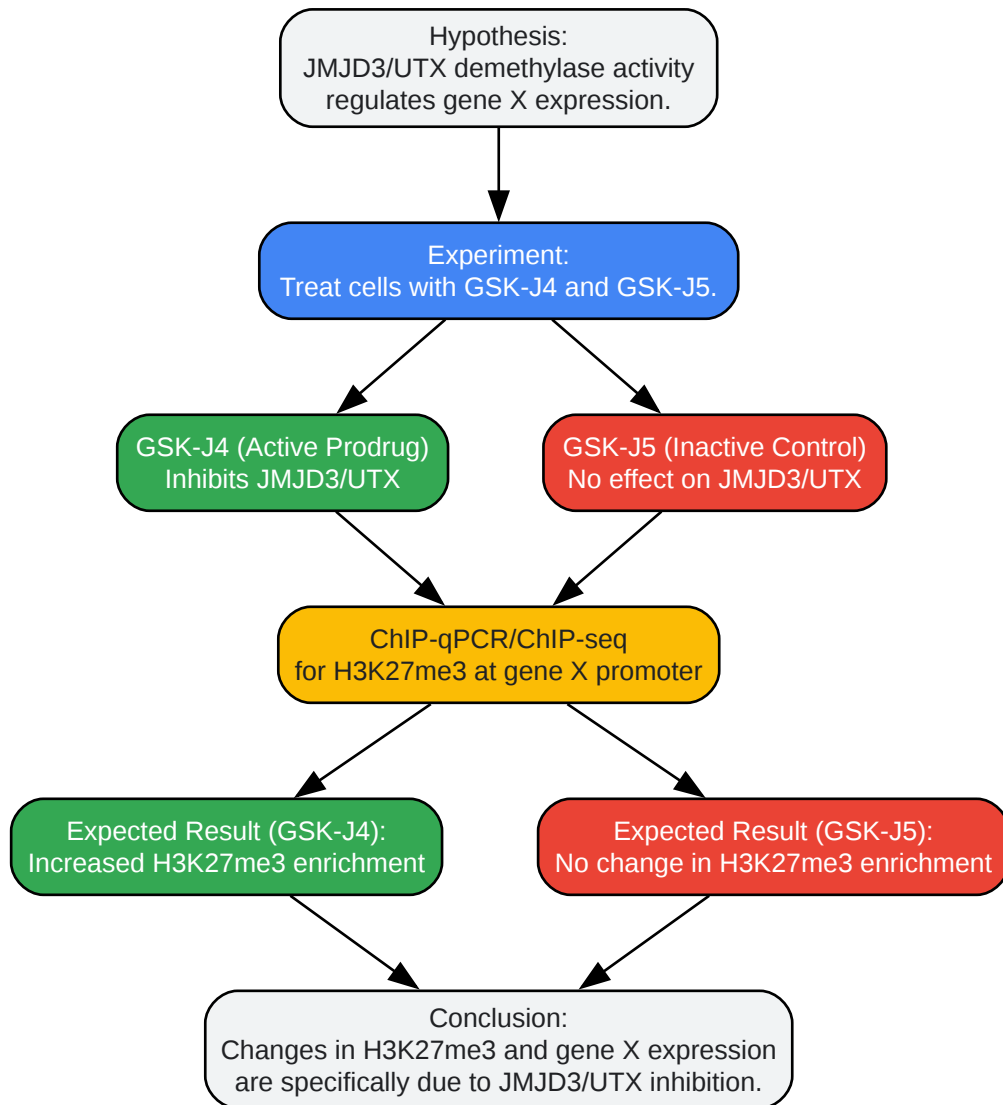 Hypothesis:
JMJD3/UTX demethylase activity
regulates gene X expression.
Experiment:
Treat cells with GSK-J4 and GSK-J5.
GSK-J4 (Active Prodrug)
Inhibits JMJD3/UTX
GSK-J5 (Inactive Control)
No effect on JMJD3/UTX
ChIP-qPCR/ChIP-seq
for H3K27me3 at gene X promoter
Expected Result (GSK-J4):
Increased H3K27me3 enrichment
Expected Result (GSK-J5):
No change in H3K27me3 enrichment
Conclusion:
Changes in H3K27me3 and gene X expression
are specifically due to JMJD3/UTX inhibition.